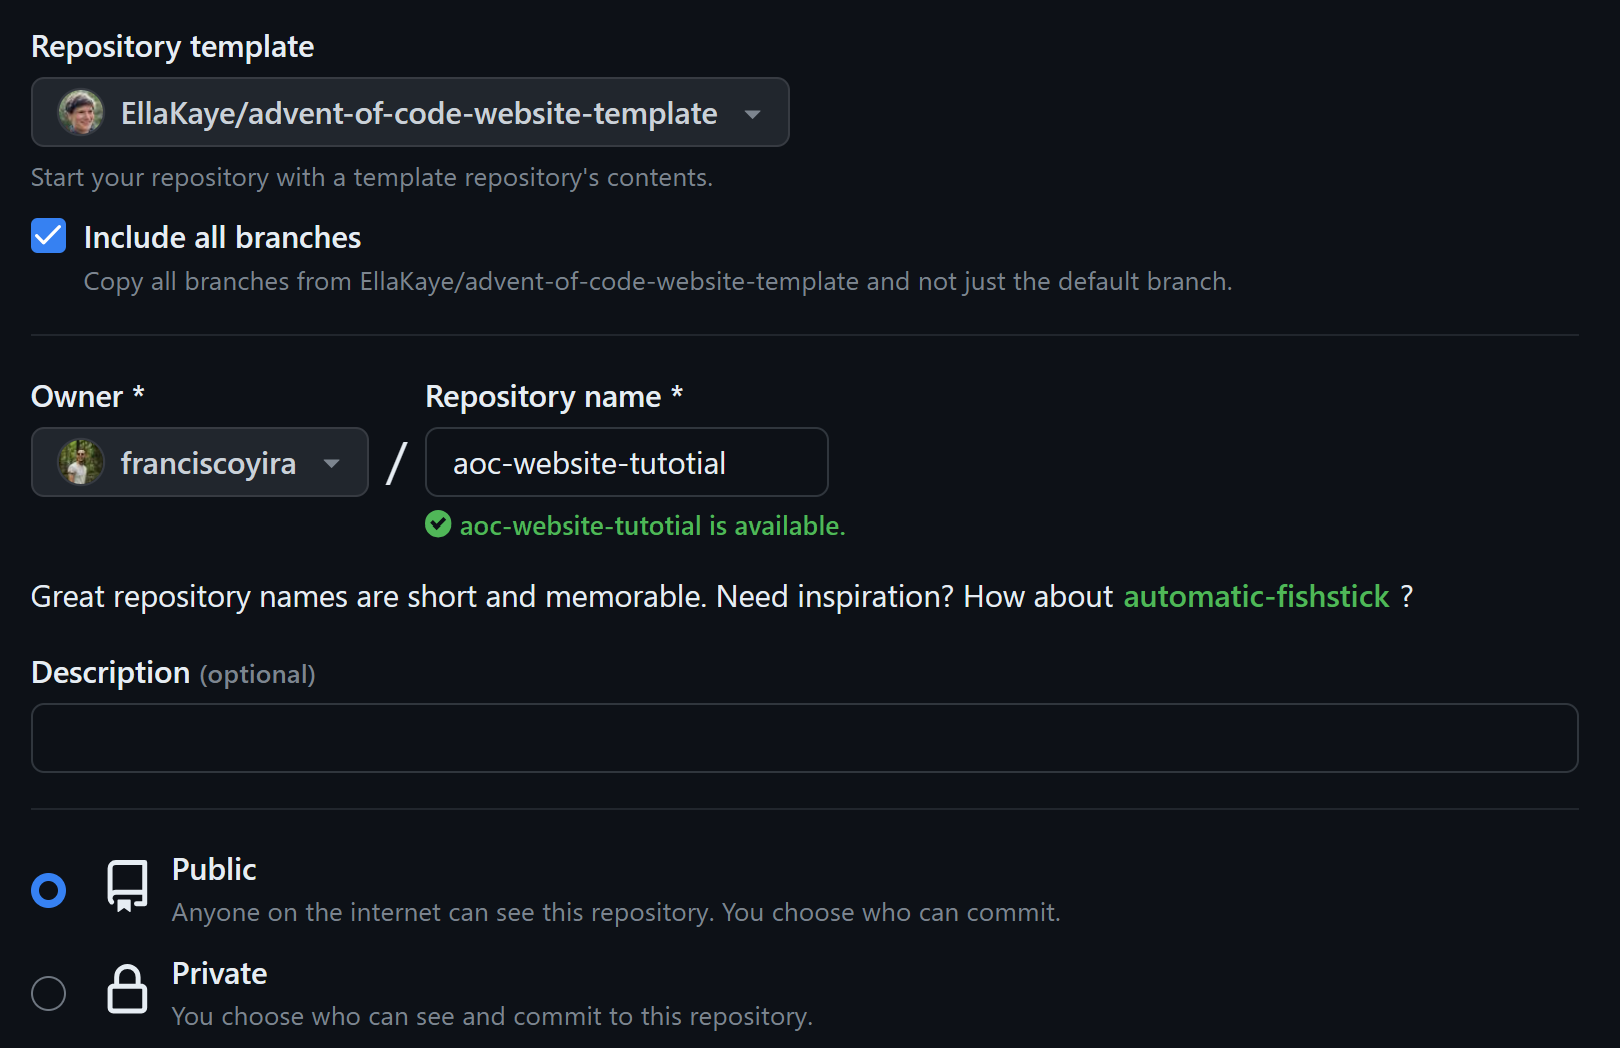 Repository template
EllaKaye/advent-of-code-website-template
Start your repository with a template repository's contents.
Include all branches
Copy all branches from EllaKaye/advent-of-code-website-template and not just the default branch.
Owner *
Repository name *
franciscoyira
/
aoc-website-tutotial
aoc-website-tutotial is available.
Great repository names are short and memorable. Need inspiration? How about automatic-fishstick ?
Description (optional)
Public
Anyone on the internet can see this repository. You choose who can commit.
Private
You choose who can see and commit to this repository.